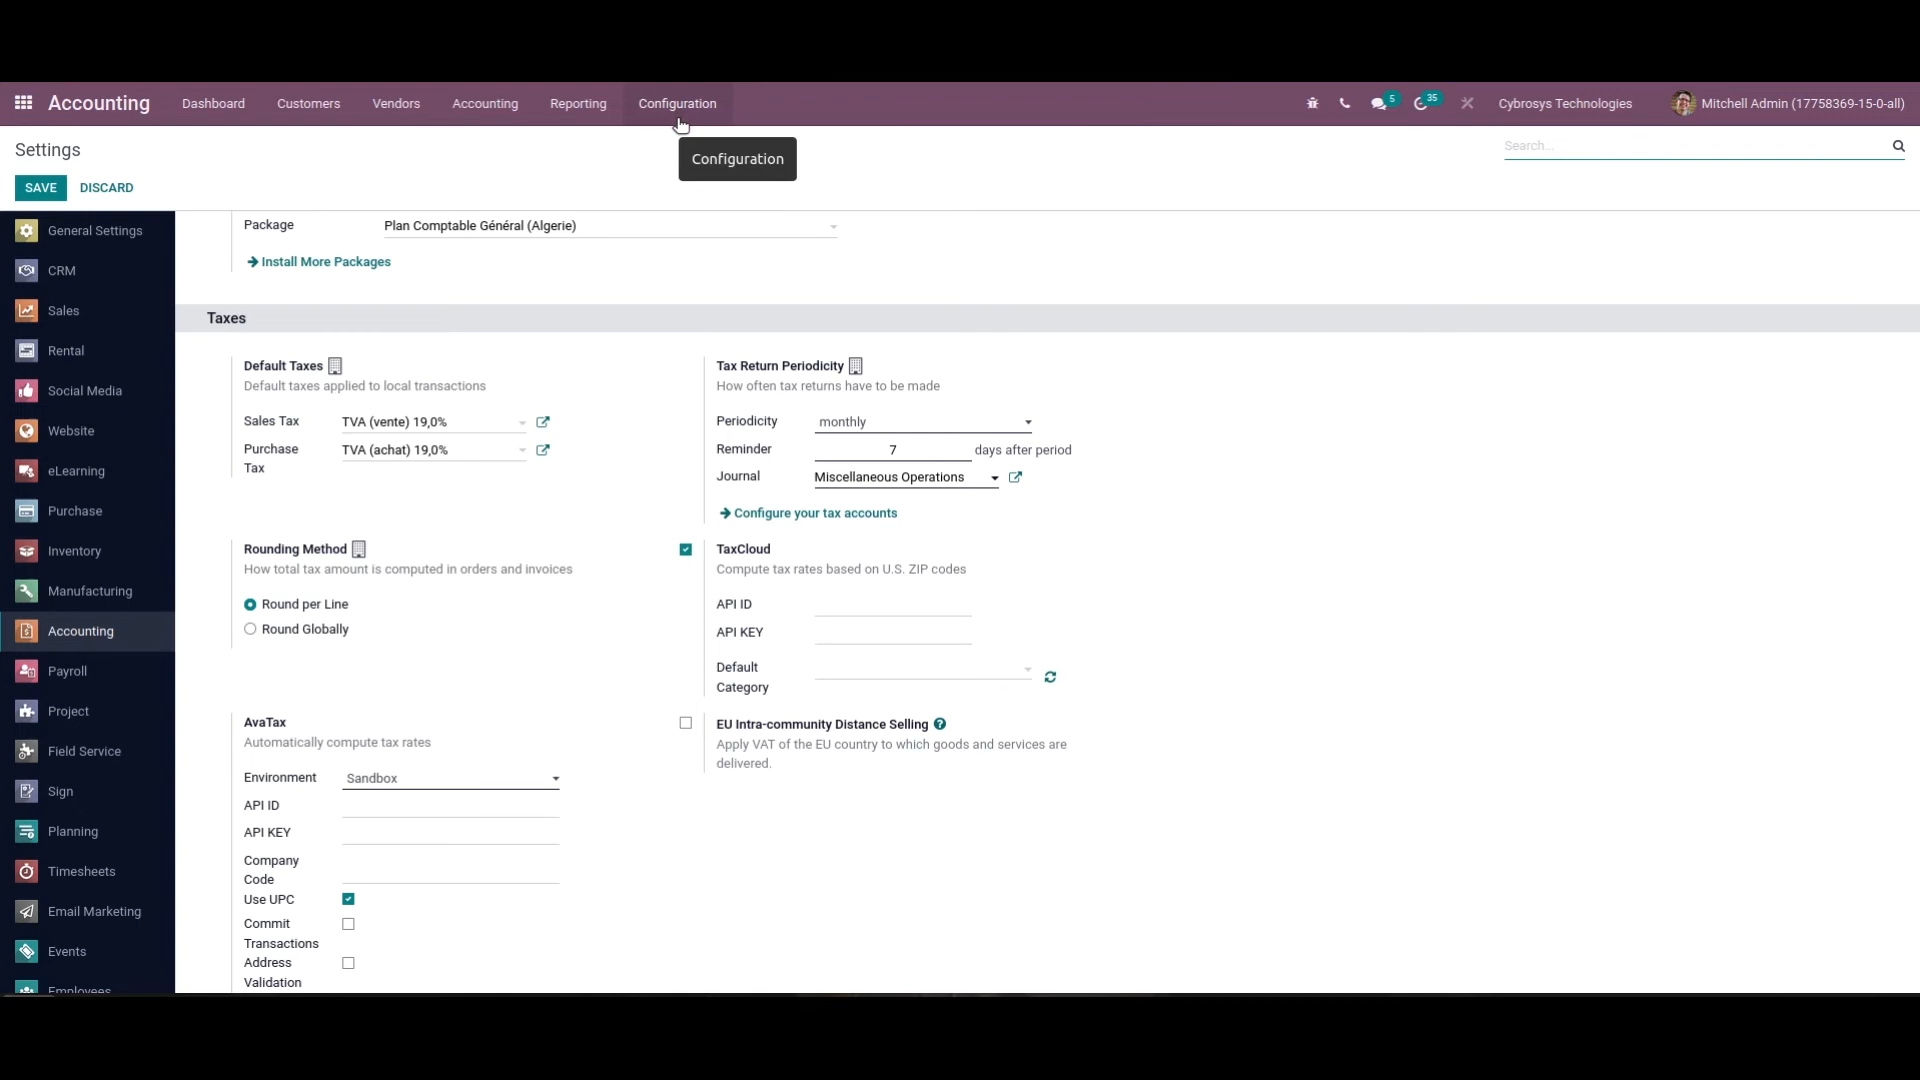 Accounting Dashboard Customers Vendors Accounting Reporting Configuration 5 35 Cybrosys Technologies Mitchell Admin (17758369-15-0-all)
Settings
Search...
Configuration
SAVE DISCARD
General Settings
CRM
Sales
Rental
Social Media
Website
eLearning
Purchase
Inventory
Manufacturing
Accounting
Payroll
Project
Field Service
Sign
Planning
Timesheets
Email Marketing
Events
Employees
Package Plan Comptable Général (Algerie)
Install More Packages
Taxes
Default Taxes
Default taxes applied to local transactions
Sales Tax TVA (vente) 19,0%
Purchase
Tax
TVA (achat) 19,0%
Tax Return Periodicity
How often tax returns have to be made
Periodicity monthly
Reminder 7 days after period
Journal Miscellaneous Operations
Configure your tax accounts
Rounding Method
How total tax amount is computed in orders and invoices
Round per Line
Round Globally
TaxCloud
Compute tax rates based on U.S. ZIP codes
API ID
API KEY
Default
Category
AvaTax
Automatically compute tax rates
Environment Sandbox
API ID
API KEY
Company
Code
Use UPC
Commit
Transactions
Address
Validation
EU Intra-community Distance Selling ?
Apply VAT of the EU country to which goods and services are
delivered.